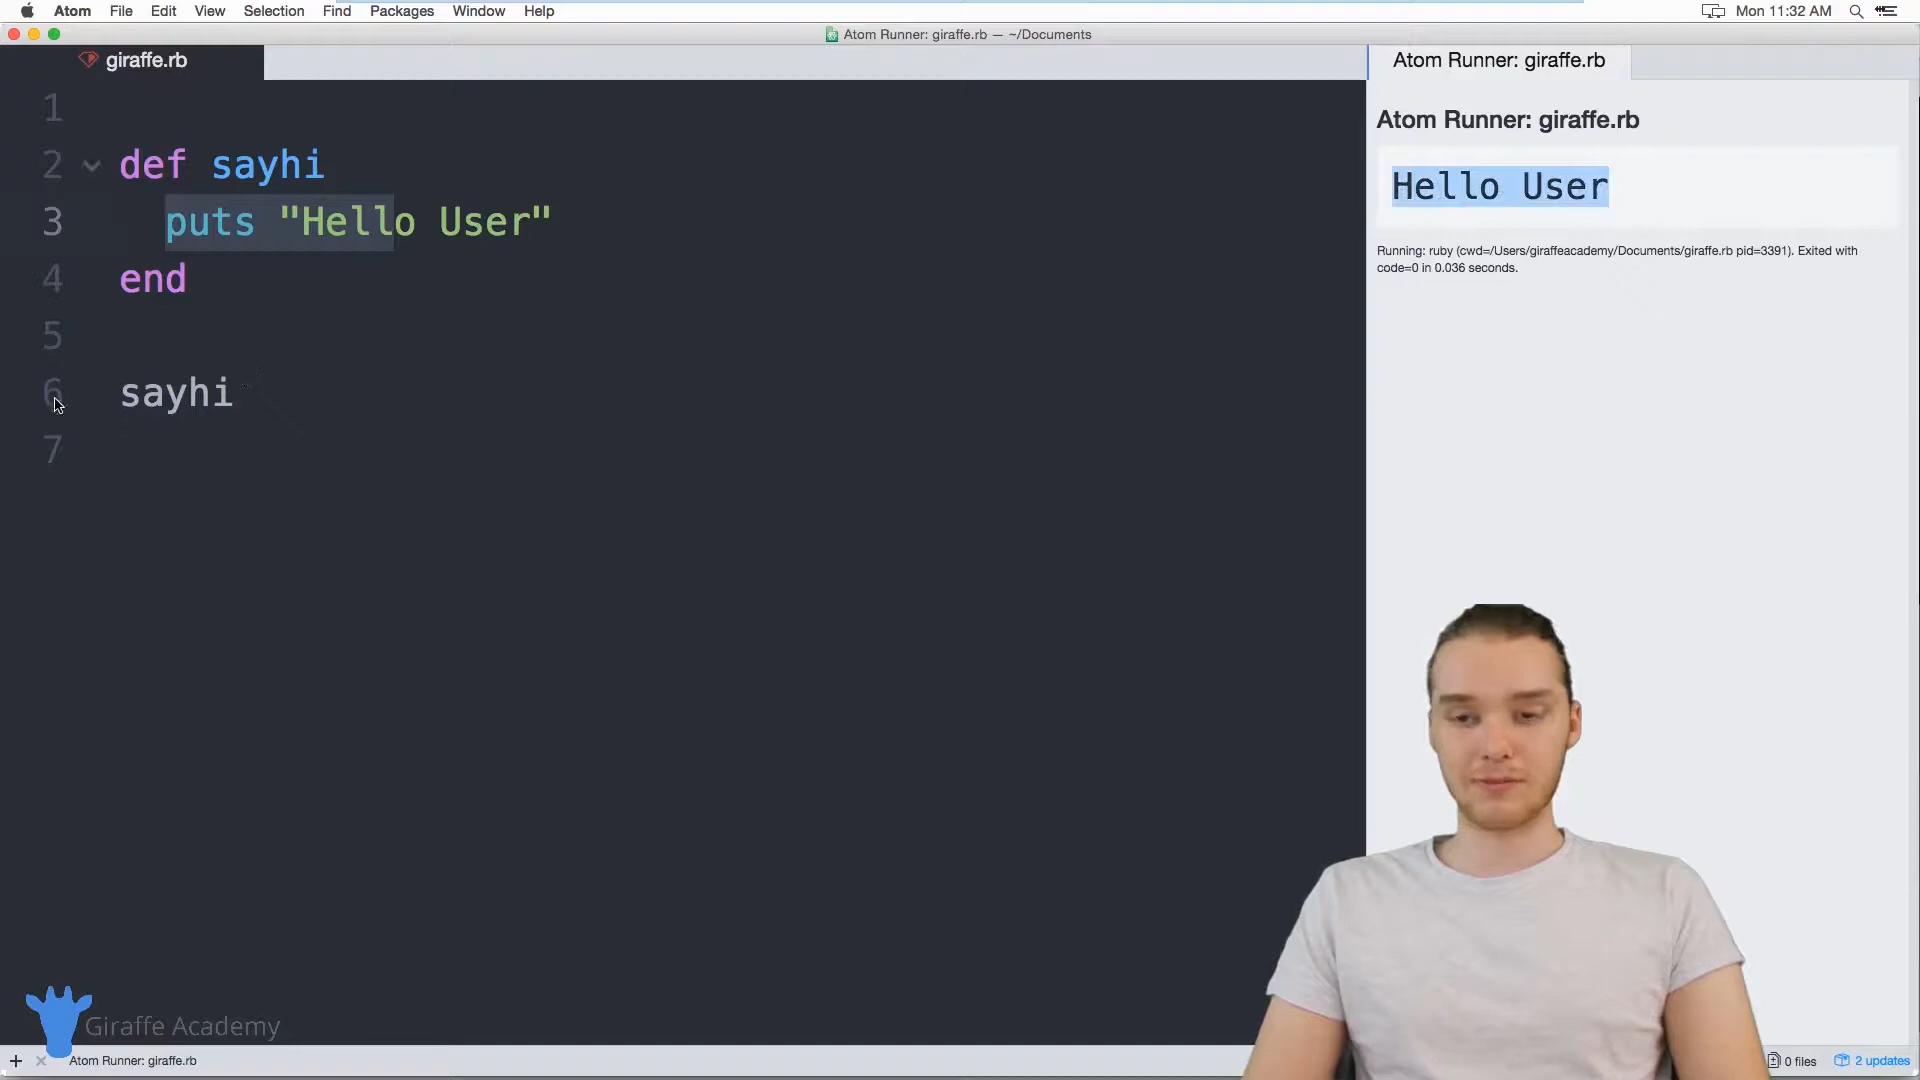 Atom File Edit View Selection Find Packages Window Help Mon 11:32 AM
Atom Runner: giraffe.rb — ~/Documents
giraffe.rb
Atom Runner: giraffe.rb
1
2 def sayhi
3 puts "Hello User"
4 end
5
6 sayhi
7
Atom Runner: giraffe.rb
Hello User
Running: ruby (cwd=/Users/giraffeacademy/Documents/giraffe.rb pid=3391). Exited with
code=0 in 0.036 seconds.
Giraffe Academy
Atom Runner: giraffe.rb
0 files 2 updates